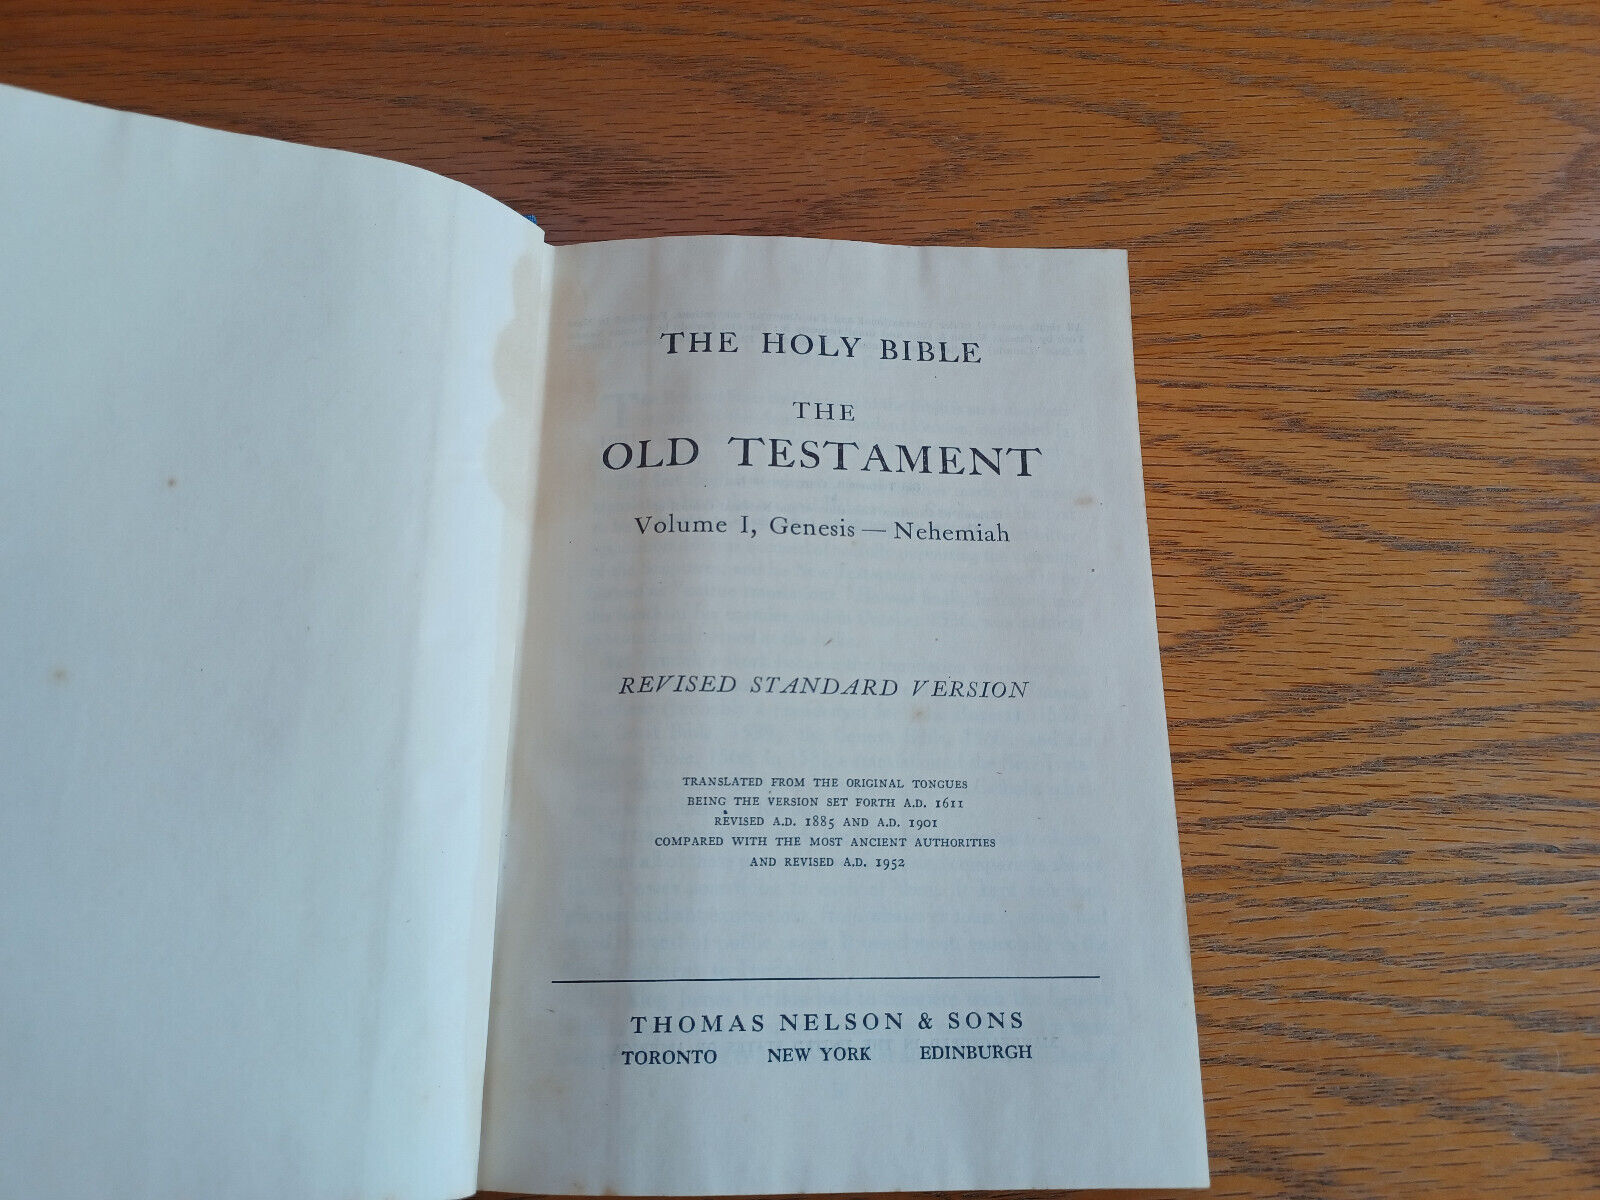 THE HOLY BIBLE
THE
OLD TESTAMENT
Volume I, Genesis — Nehemiah
REVISED STANDARD VERSION
TRANSLATED FROM THE ORIGINAL TONGUES
BEING THE VERSION SET FORTH A.D. 1611
REVISED A.D. 1885 AND A.D. 1901
COMPARED WITH THE MOST ANCIENT AUTHORITIES
AND REVISED A.D. 1952
THOMAS NELSON & SONS
TORONTO NEW YORK EDINBURGH